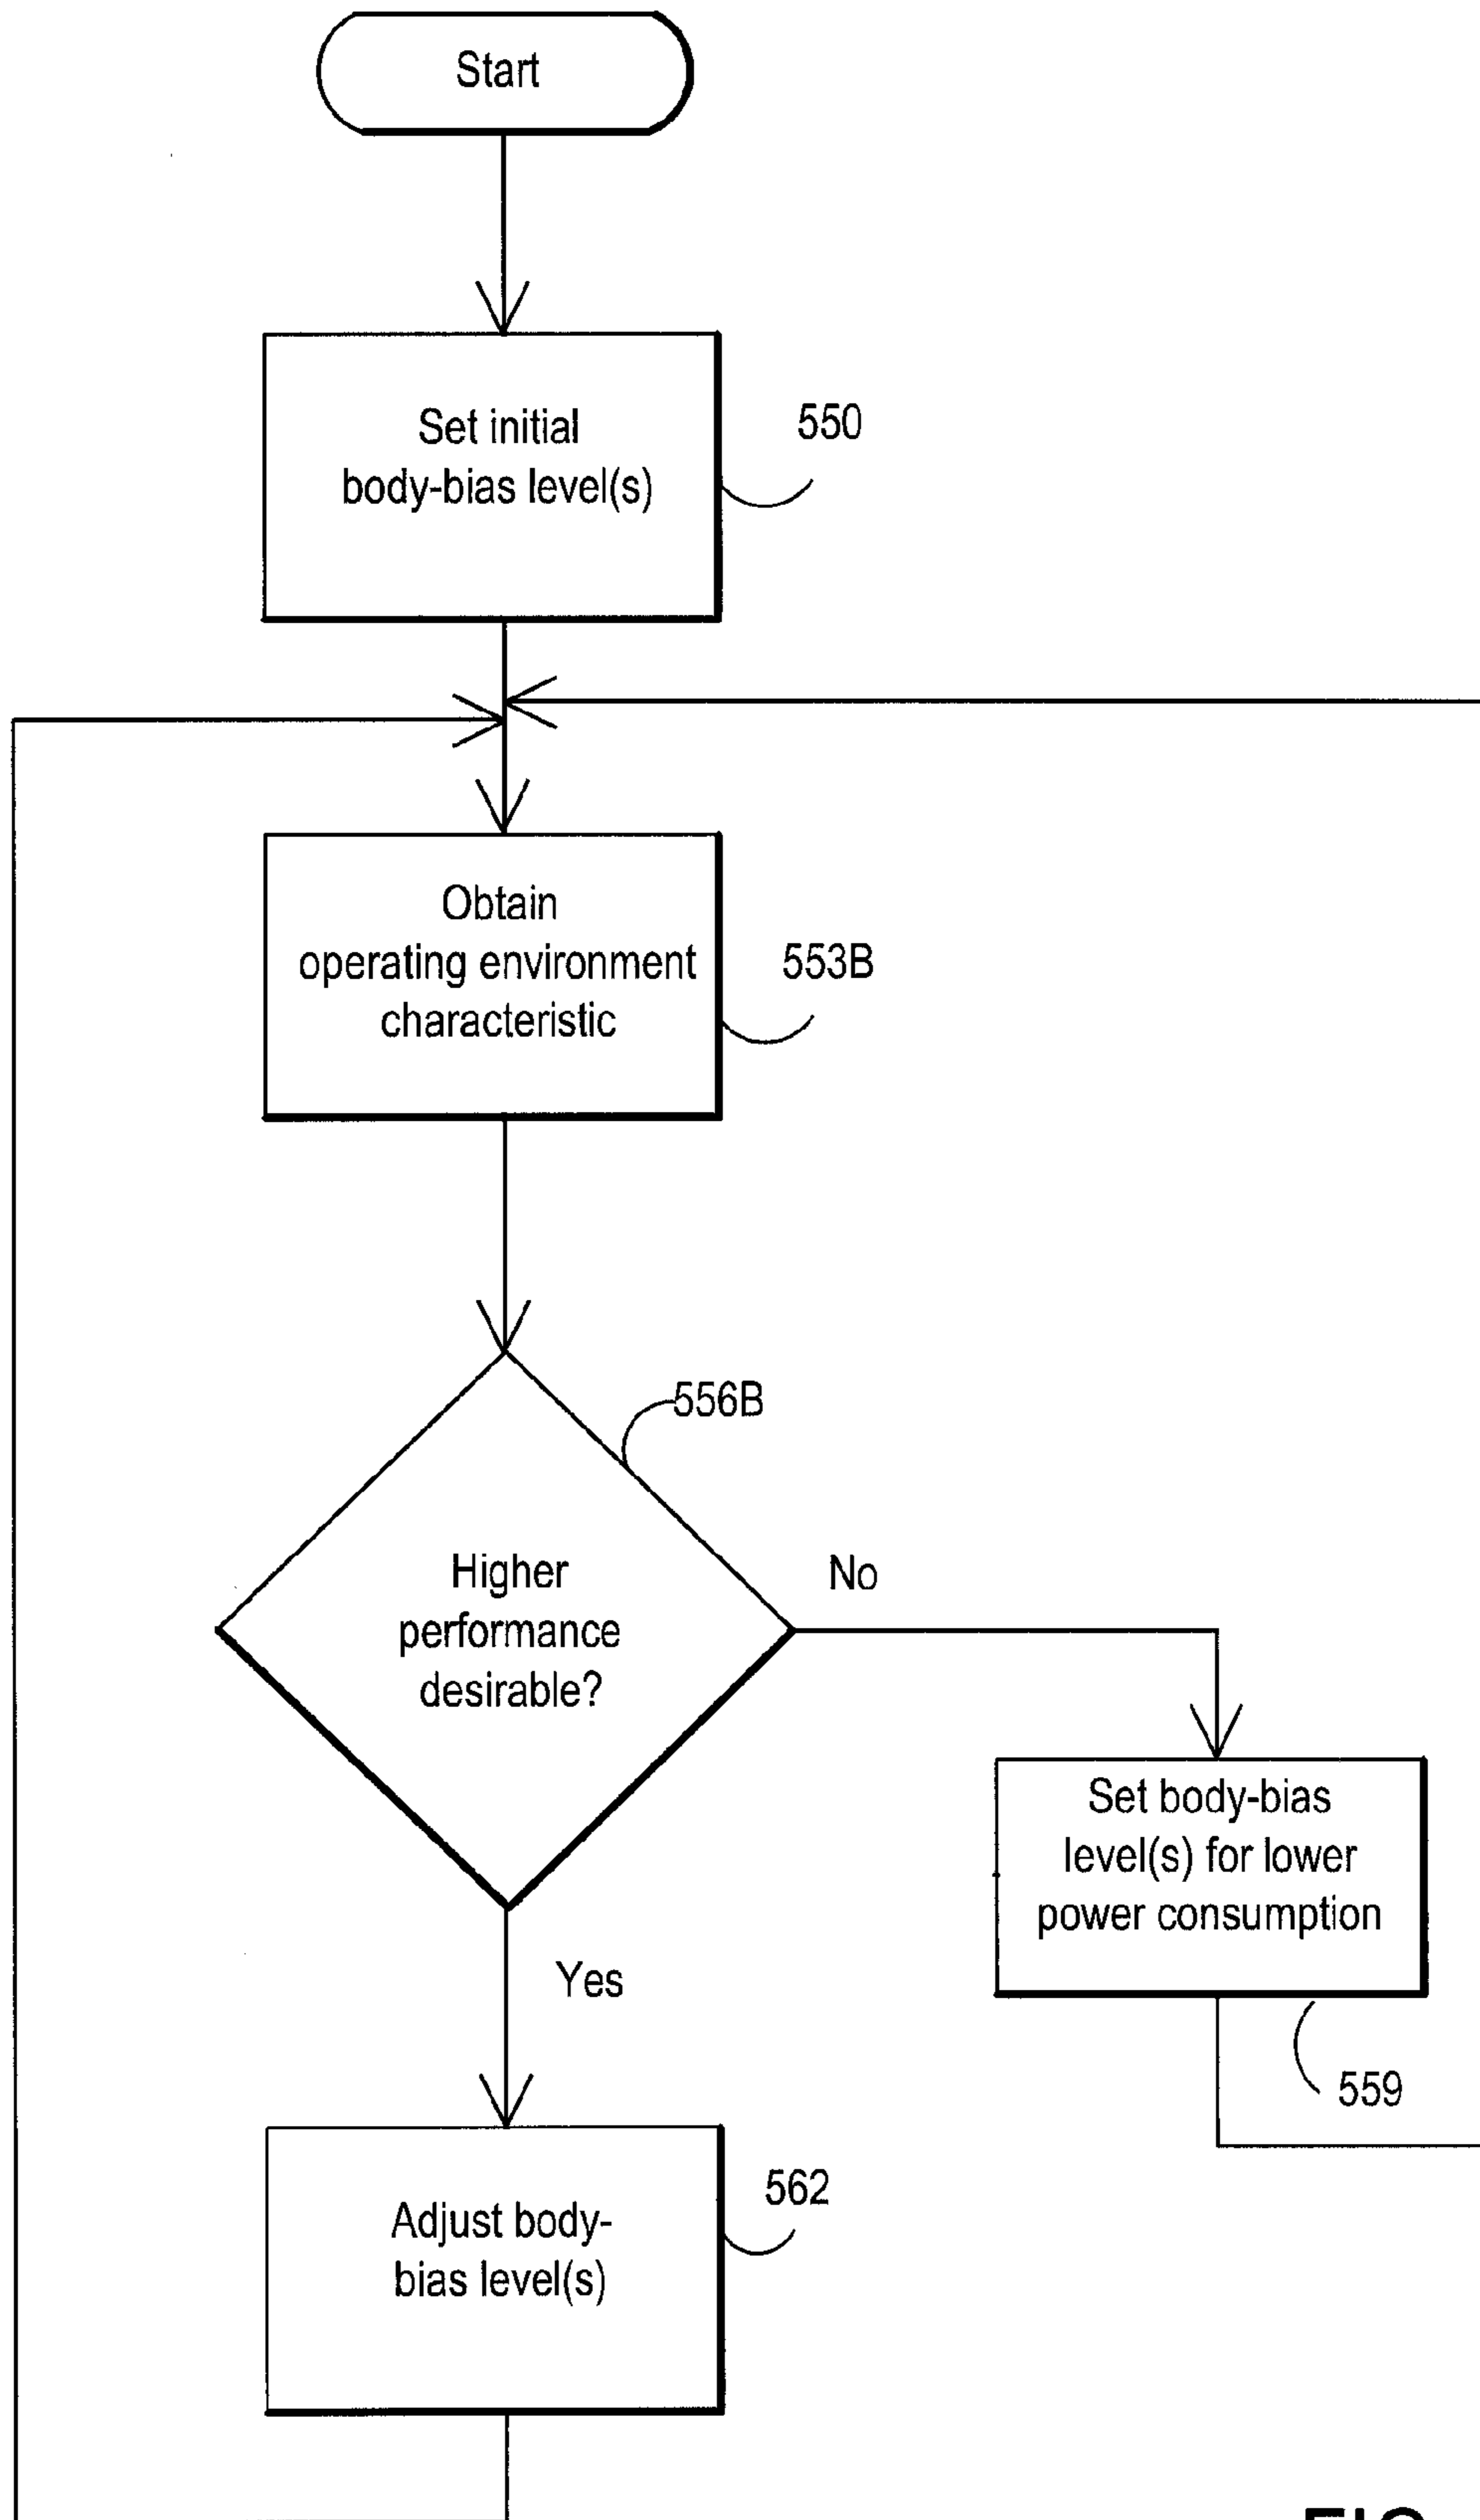 Start
Set initial
body-bias level(s)
550
Obtain
operating environment
characteristic
553B
556B
Higher
performance
desirable?
No
Yes
Set body-bias
level(s) for lower
power consumption
559
562
Adjust body-
bias level(s)